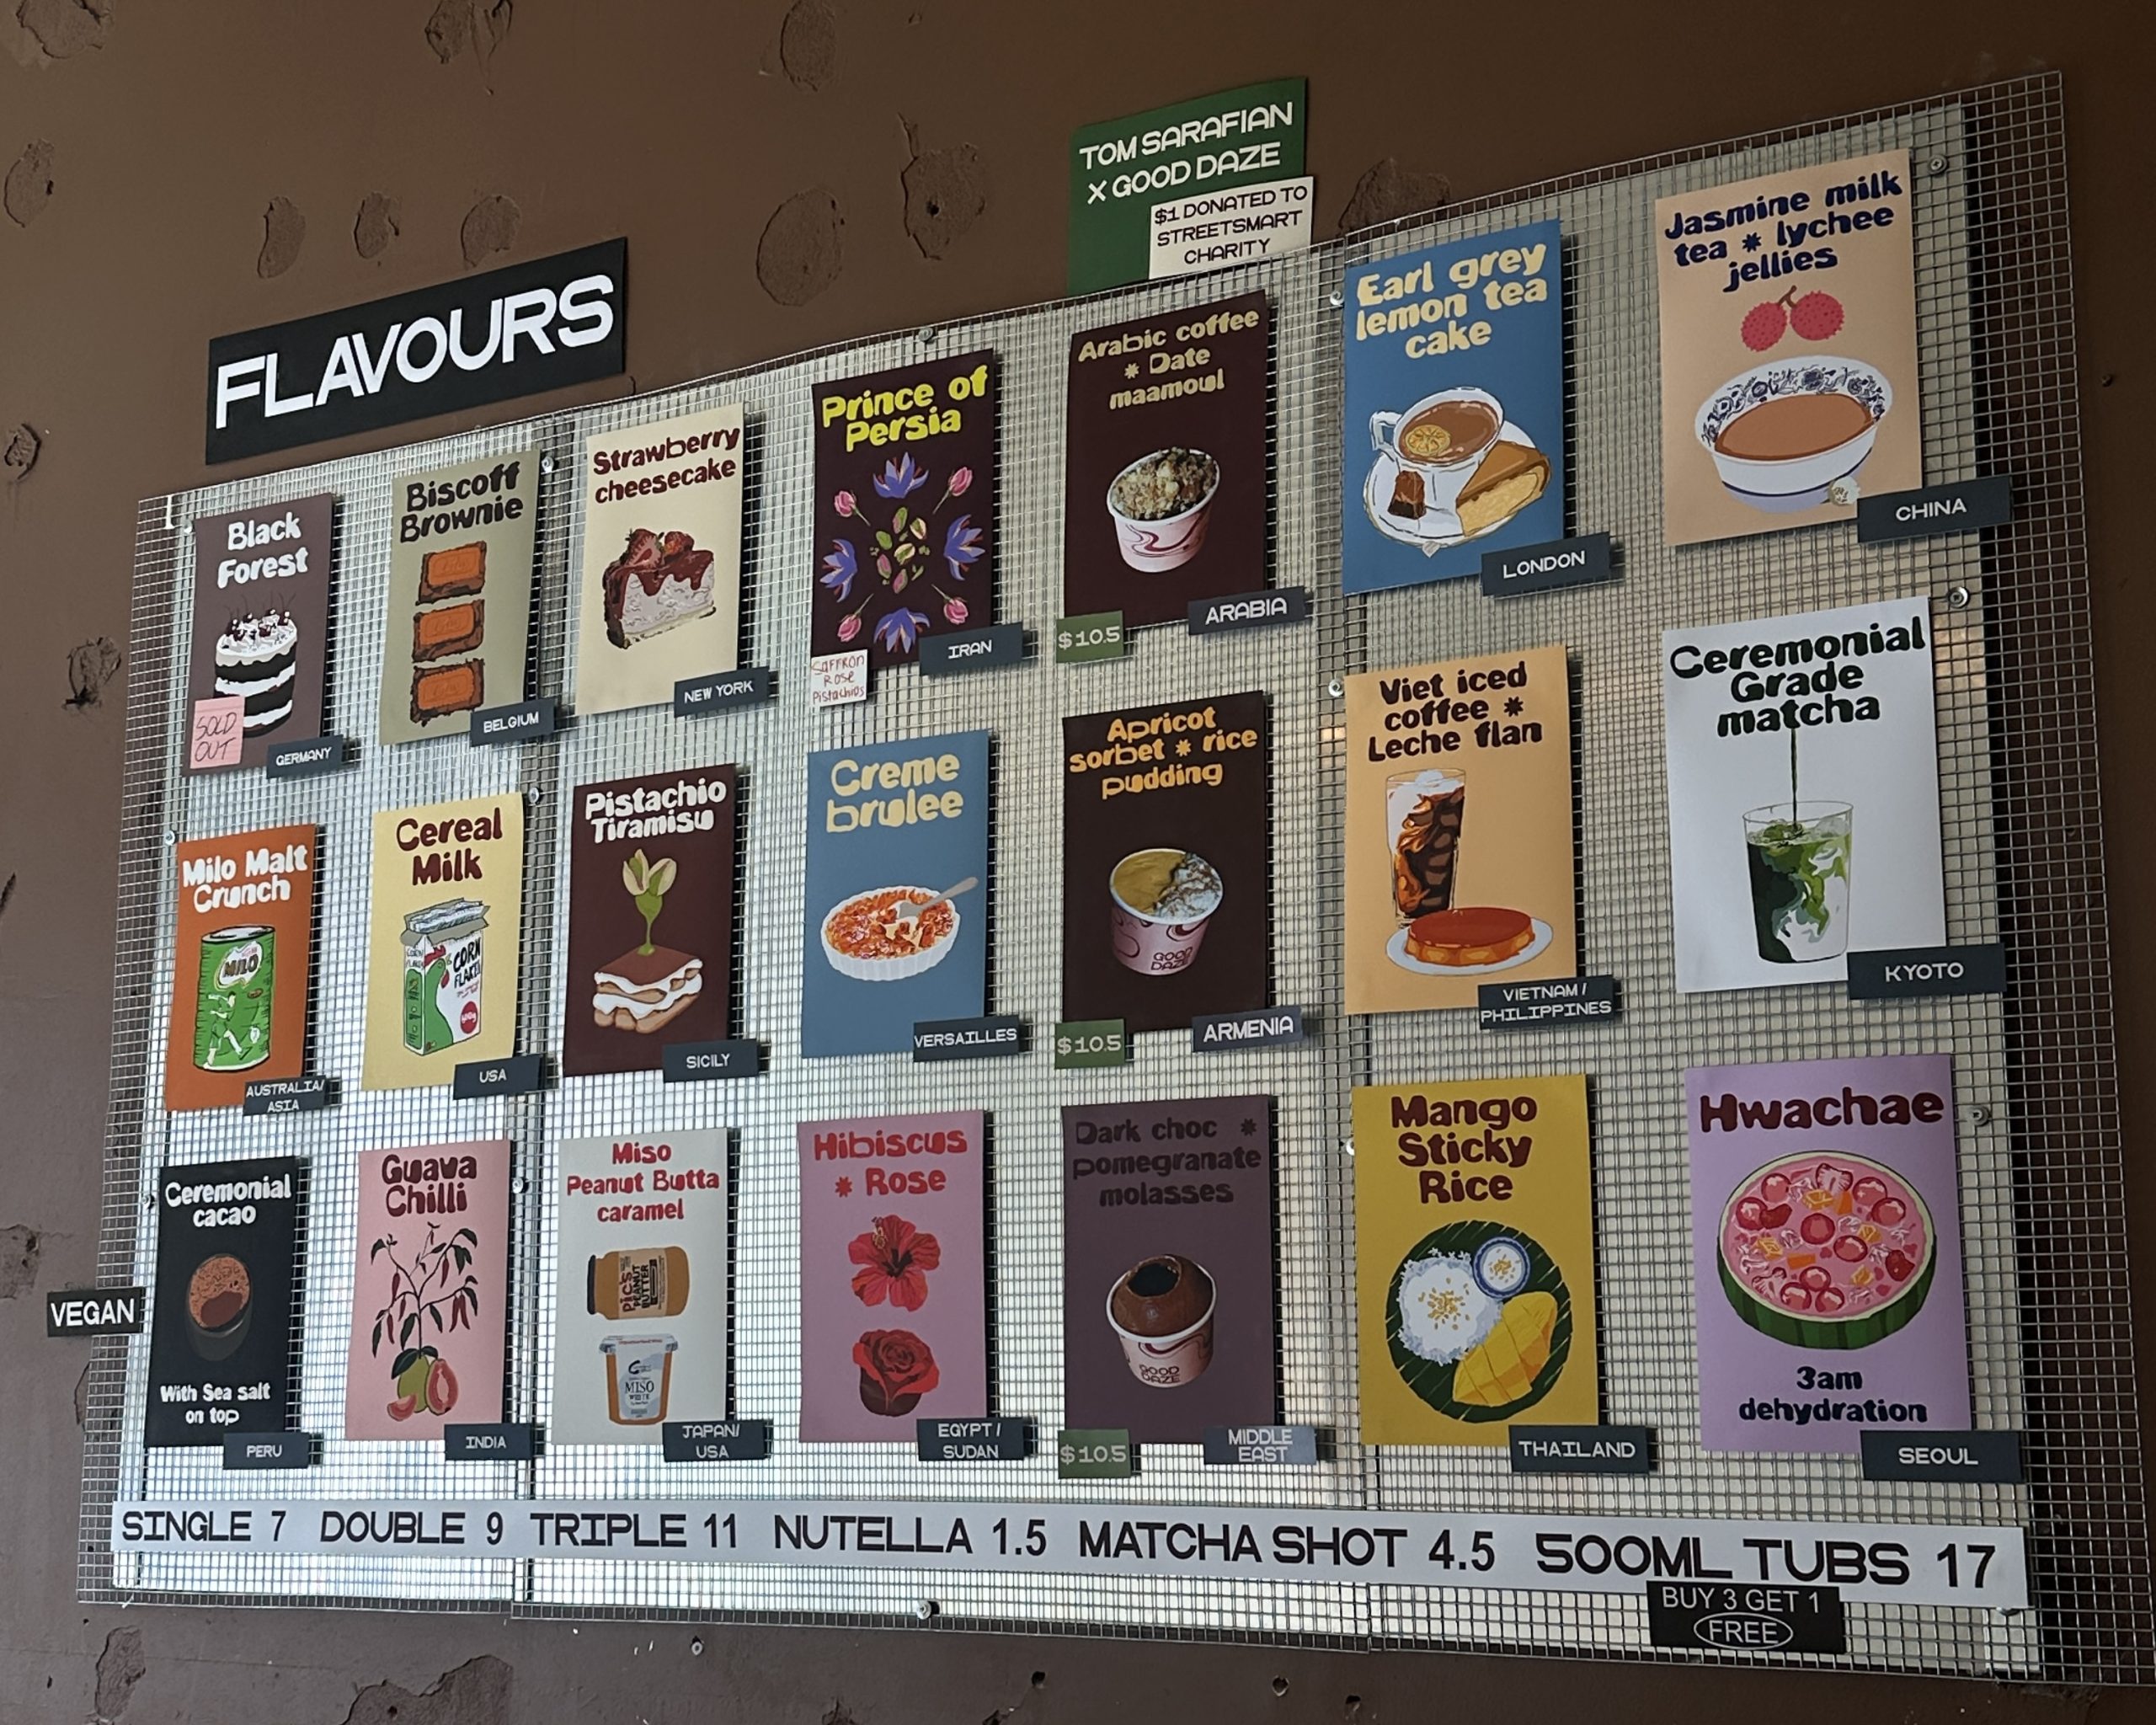 TOM SARAFIAN
X GOOD DAZE
$1 DONATED TO
STREETSMART
CHARITY
FLAVOURS
Black
Forest
SOLD
OUT
GERMANY
Biscoff
Brownie
BELGIUM
Strawberry
cheesecake
NEW YORK
Prince of
Persia
Saffron
Rose
Pistachios
IRAN
Arabic coffee
* Date
maamoul
$10.5
ARABIA
Earl grey
lemon tea
cake
LONDON
Jasmine milk
tea * lychee
jellies
CHINA
Milo Malt
Crunch
MILO
AUSTRALIA/
ASIA
Cereal
Milk
CORN
FLAKES
USA
Pistachio
Tiramisu
SICILY
Creme
brulee
VERSAILLES
Apricot
sorbet * rice
pudding
GOOD
DAZE
$10.5
ARMENIA
Viet iced
coffee *
Leche flan
VIETNAM /
PHILIPPINES
Ceremonial
Grade
matcha
KYOTO
VEGAN
Ceremonial
cacao
With Sea salt
on top
PERU
Guava
Chilli
INDIA
Miso
Peanut Butta
caramel
PIC'S
PEANUT
BUTTER
MISO
WHITE
JAPAN/
USA
Hibiscus
* Rose
EGYPT /
SUDAN
Dark choc *
pomegranate
molasses
GOOD
DAZE
$10.5
MIDDLE
EAST
Mango
Sticky
Rice
THAILAND
Hwachae
3am
dehydration
SEOUL
SINGLE 7 DOUBLE 9 TRIPLE 11 NUTELLA 1.5 MATCHA SHOT 4.5 500ML TUBS 17
BUY 3 GET 1
FREE